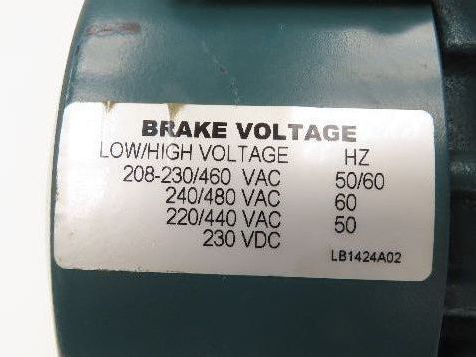 BRAKE VOLTAGE
LOW/HIGH VOLTAGE HZ
208-230/460 VAC 50/60
240/480 VAC 60
220/440 VAC 50
230 VDC
LB1424A02